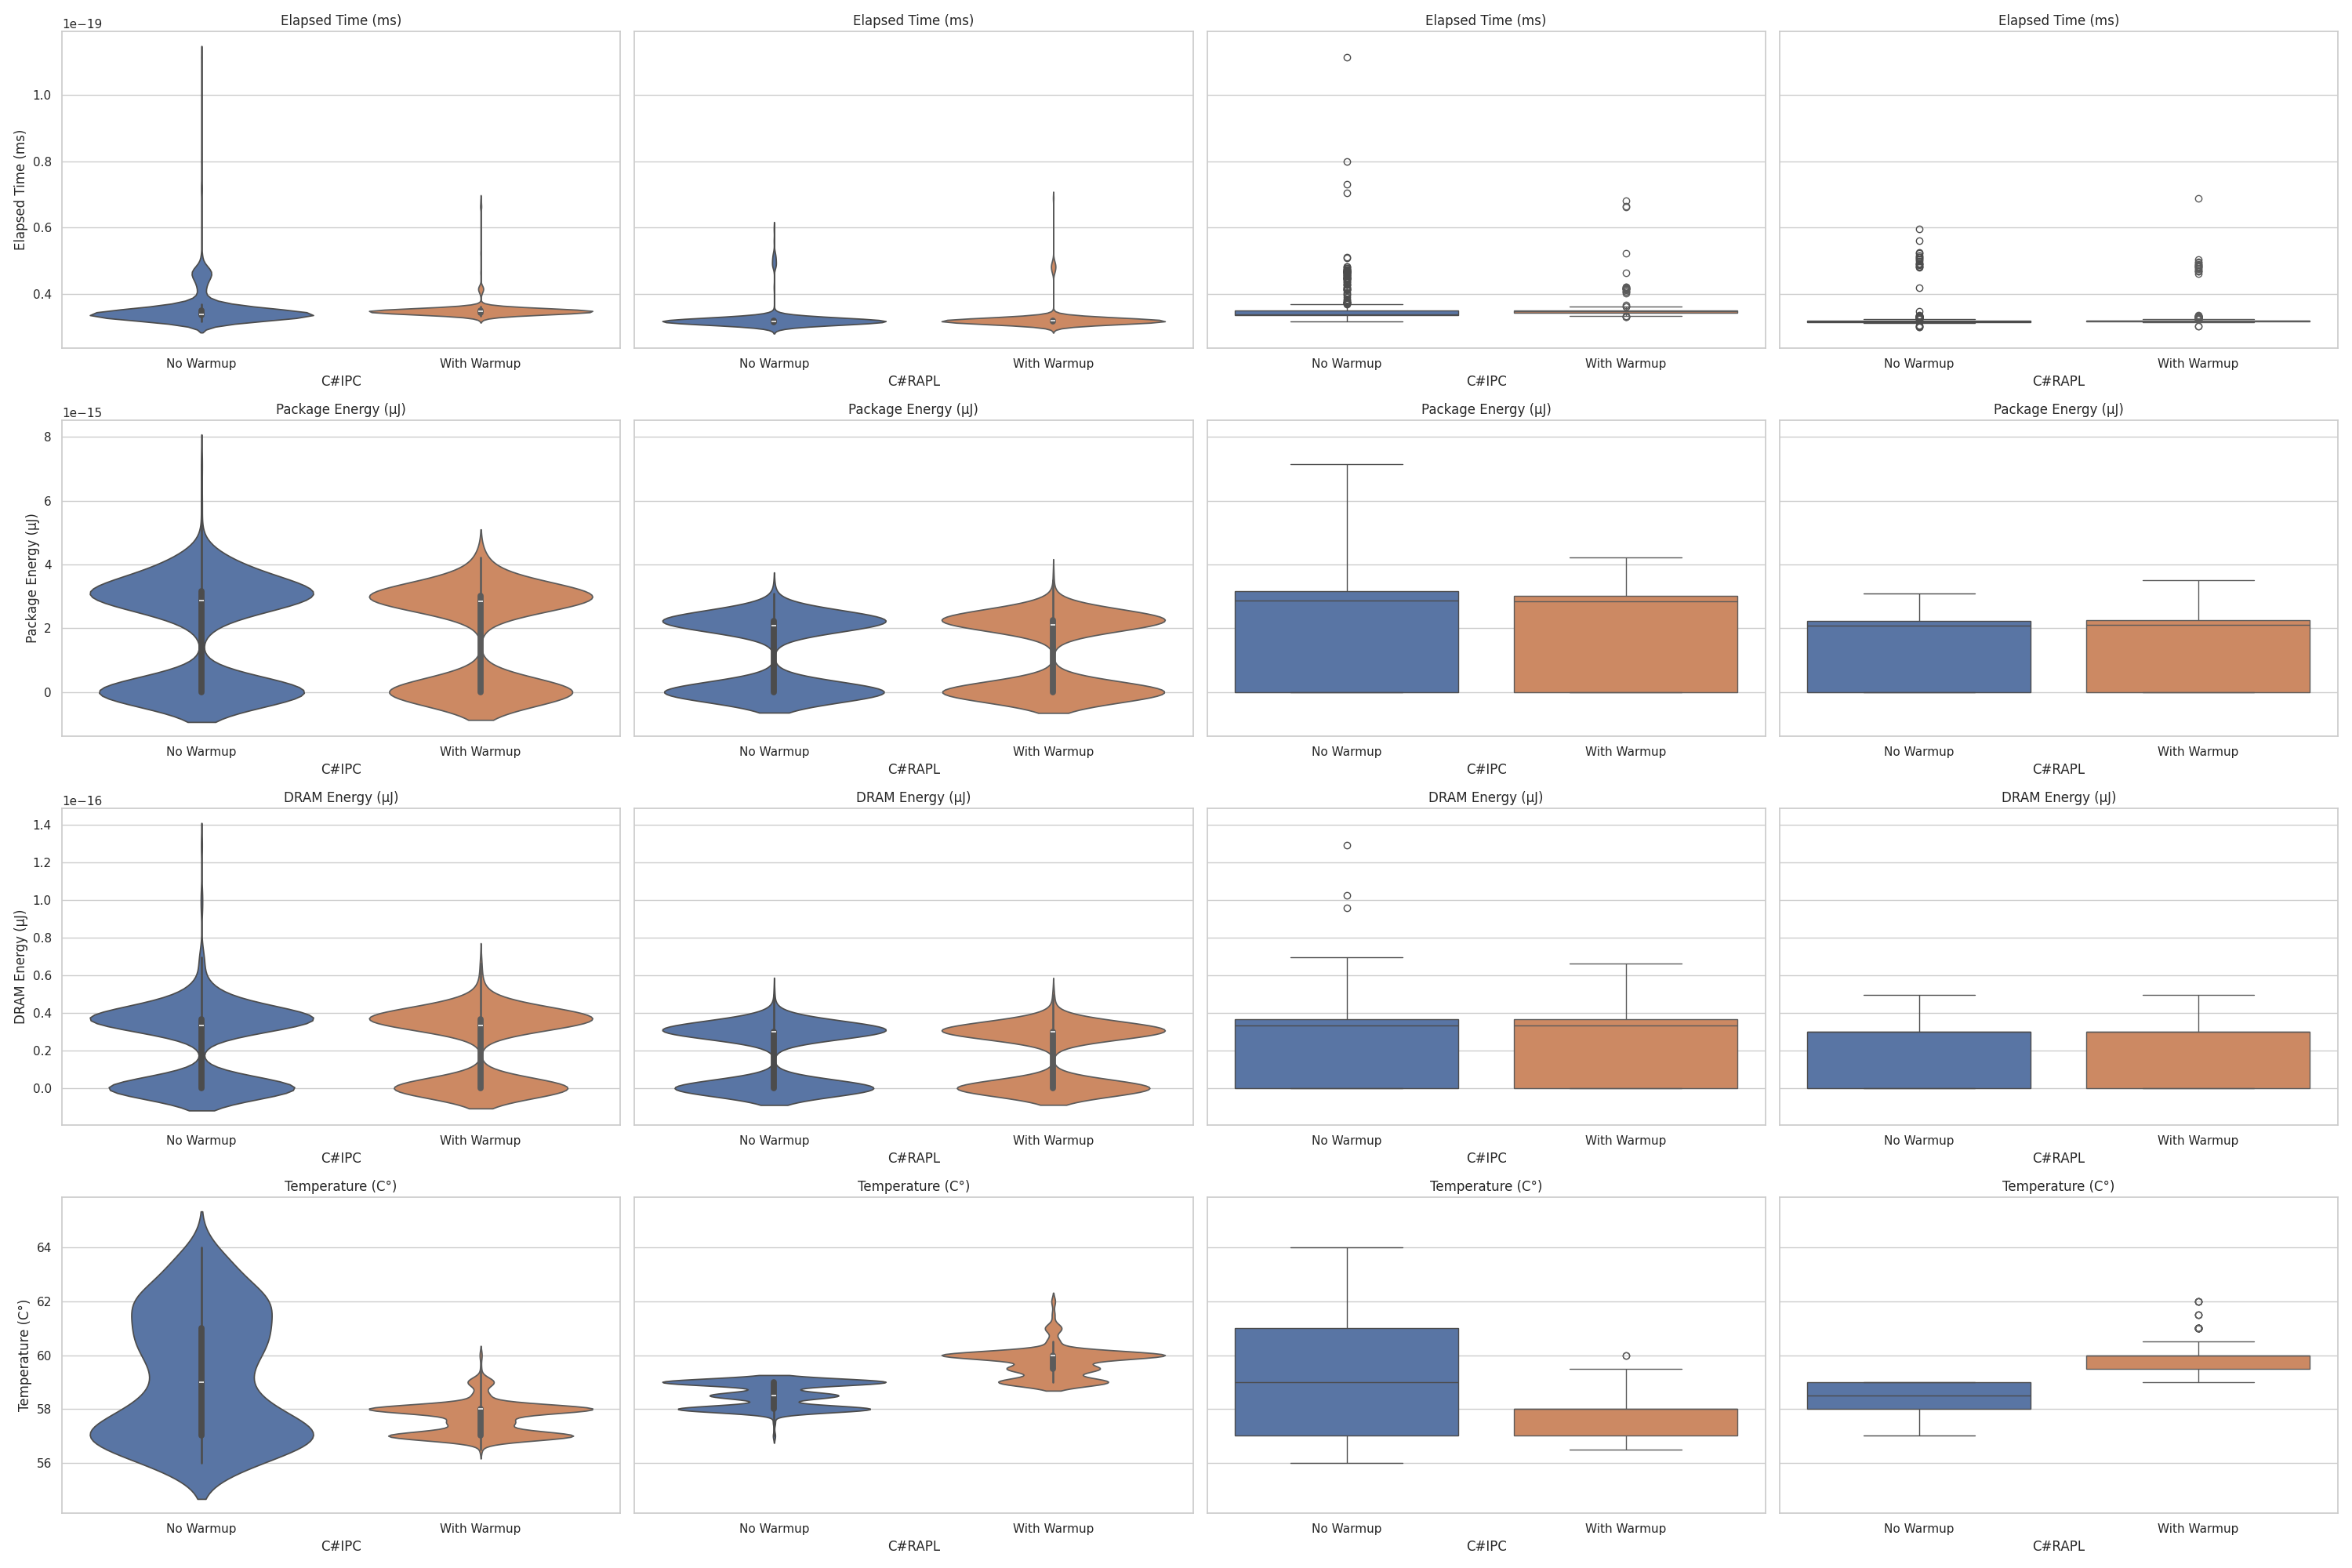 Elapsed Time (ms) Elapsed Time (ms) Elapsed Time (ms) Elapsed Time (ms)
1e−19
1.0
0.8
0.6
0.4
Elapsed Time (ms)
No Warmup With Warmup No Warmup With Warmup No Warmup With Warmup No Warmup With Warmup
C#IPC C#RAPL C#IPC C#RAPL
Package Energy (μJ) Package Energy (μJ) Package Energy (μJ) Package Energy (μJ)
1e−15
8
6
4
2
0
Package Energy (μJ)
No Warmup With Warmup No Warmup With Warmup No Warmup With Warmup No Warmup With Warmup
C#IPC C#RAPL C#IPC C#RAPL
DRAM Energy (μJ) DRAM Energy (μJ) DRAM Energy (μJ) DRAM Energy (μJ)
1e−16
1.4
1.2
1.0
0.8
0.6
0.4
0.2
0.0
DRAM Energy (μJ)
No Warmup With Warmup No Warmup With Warmup No Warmup With Warmup No Warmup With Warmup
C#IPC C#RAPL C#IPC C#RAPL
Temperature (C°) Temperature (C°) Temperature (C°) Temperature (C°)
64
62
60
58
56
Temperature (C°)
No Warmup With Warmup No Warmup With Warmup No Warmup With Warmup No Warmup With Warmup
C#IPC C#RAPL C#IPC C#RAPL